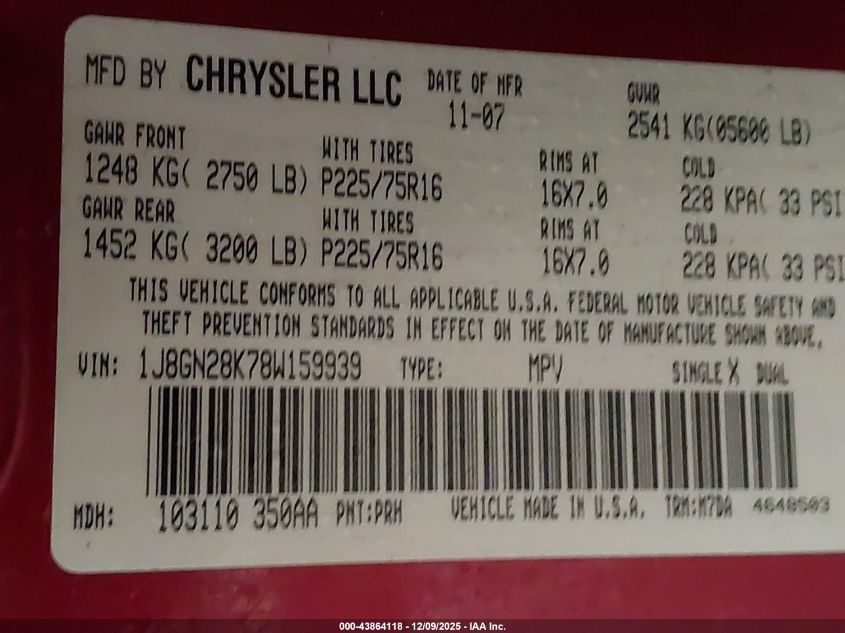 MFD BY CHRYSLER LLC DATE OF MFR GVWR
11-07 2541 KG(05600 LB)
GAWR FRONT WITH TIRES RIMS AT COLD
1248 KG( 2750 LB) P225/75R16 16X7.0 228 KPA( 33 PSI
GAWR REAR WITH TIRES RIMS AT COLD
1452 KG( 3200 LB) P225/75R16 16X7.0 228 KPA( 33 PSI
THIS VEHICLE CONFORMS TO ALL APPLICABLE U.S.A. FEDERAL MOTOR VEHICLE SAFETY AND
THEFT PREVENTION STANDARDS IN EFFECT ON THE DATE OF MANUFACTURE SHOWN ABOVE.
VIN: 1J8GN28K78W159939 TYPE: MPV SINGLE X DUAL
MDH: 103110 350AA PNT:PRH VEHICLE MADE IN U.S.A. TRM:M7DA 4648503
000-43864118 - 12/09/2025 - IAA Inc.